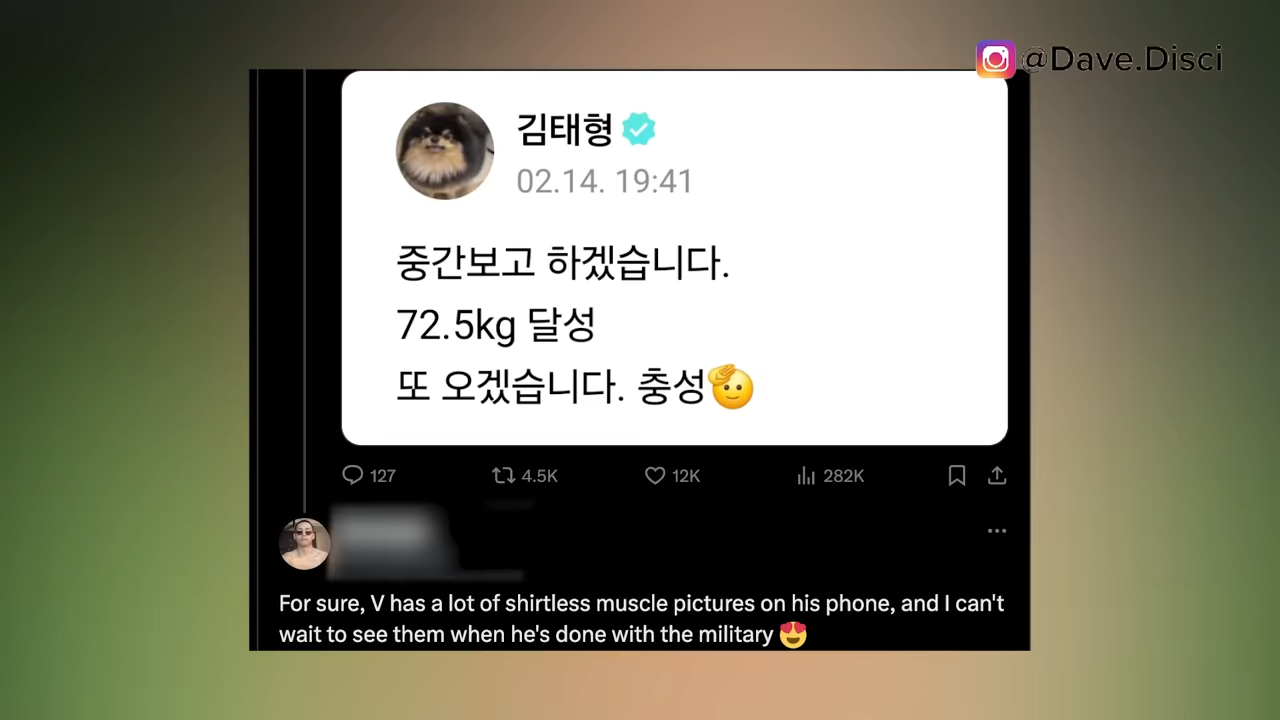 @Dave.Disci
김태형
02.14. 19:41
중간보고 하겠습니다.
72.5kg 달성
또 오겠습니다. 충성🫡
127 4.5K 12K 282K
For sure, V has a lot of shirtless muscle pictures on his phone, and I can't
wait to see them when he's done with the military 😍